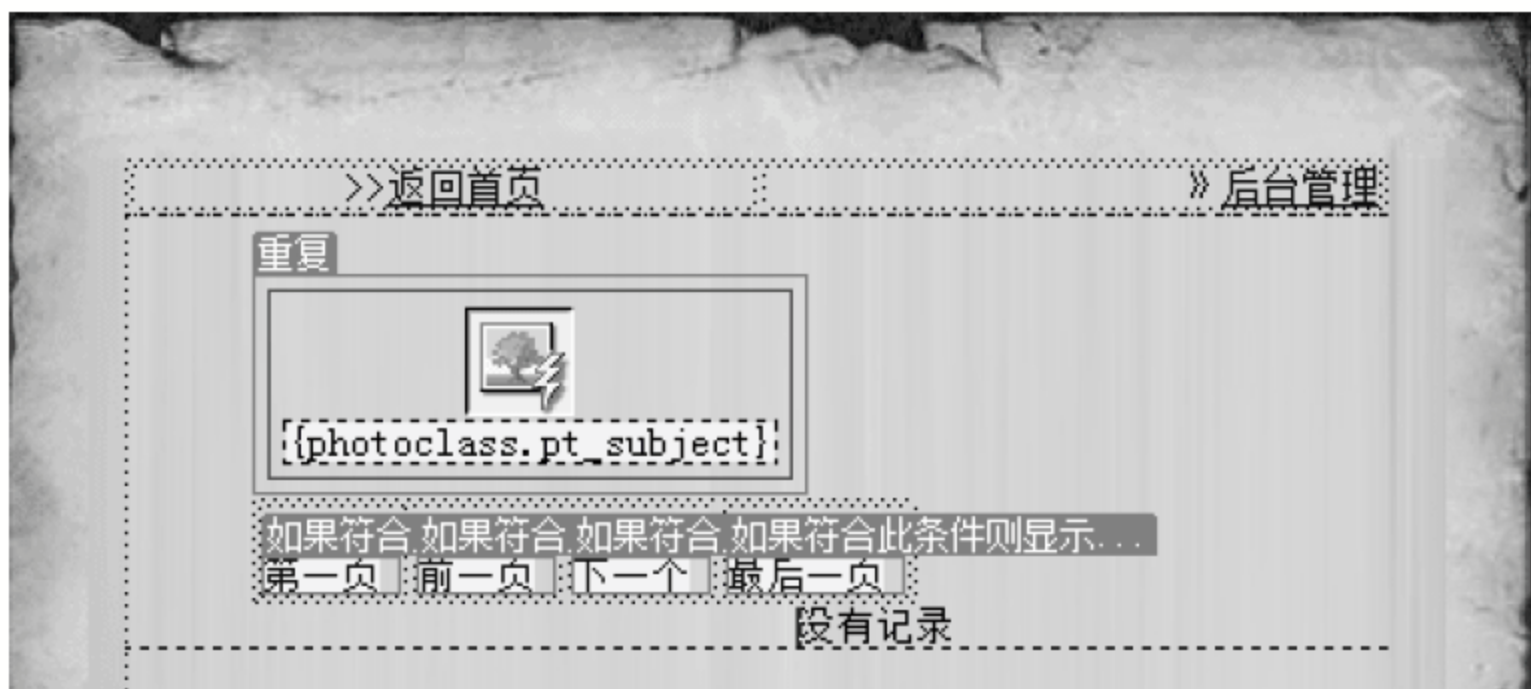 >>返回首页 》后台管理
重复
{photoclass.pt_subject}
如果符合.如果符合.如果符合.如果符合此条件则显示...
第一页 前一页 下一个 最后一页
没有记录